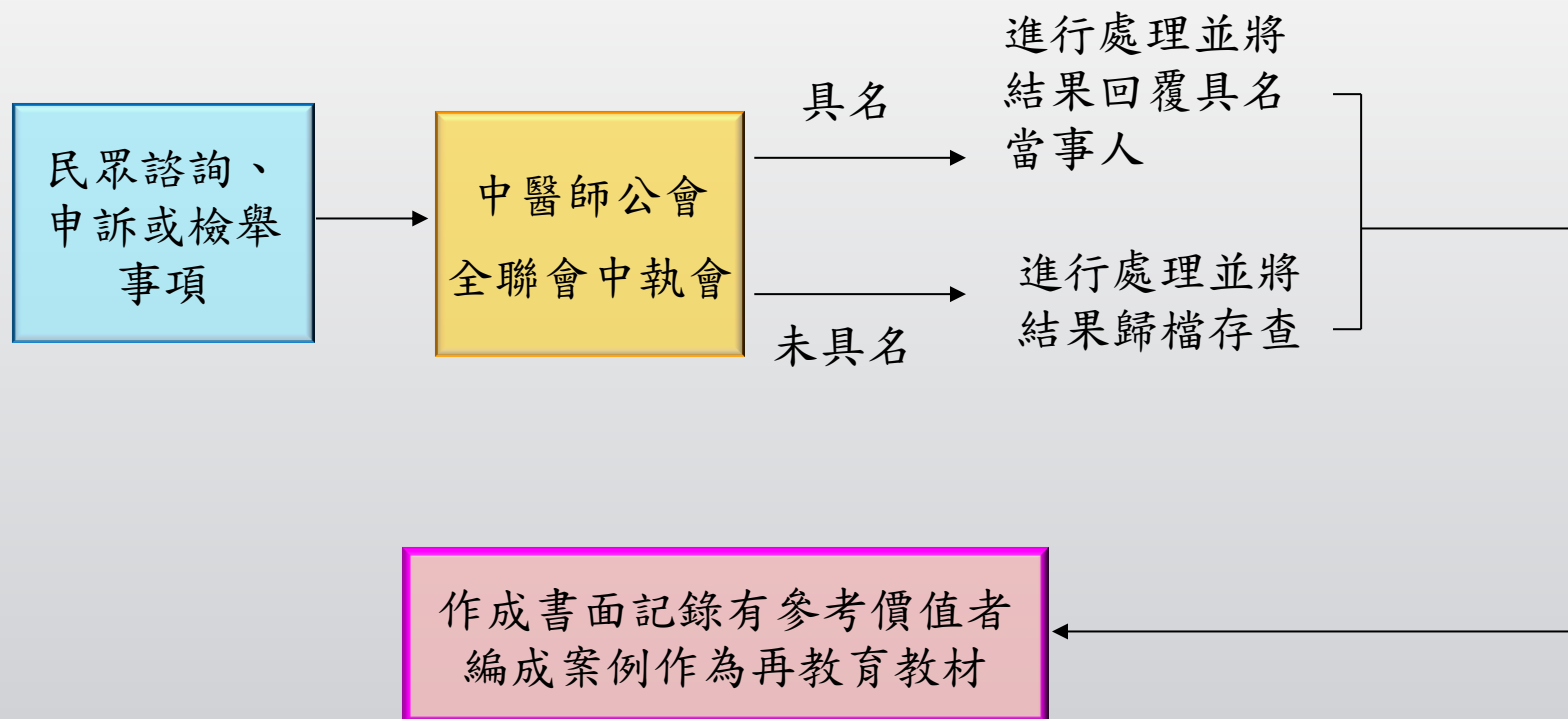 民眾諮詢、
申訴或檢舉
事項
中醫師公會
全聯會中執會
具名
進行處理並將
結果回覆具名
當事人
未具名
進行處理並將
結果歸檔存查
作成書面記錄有參考價值者
編成案例作為再教育教材